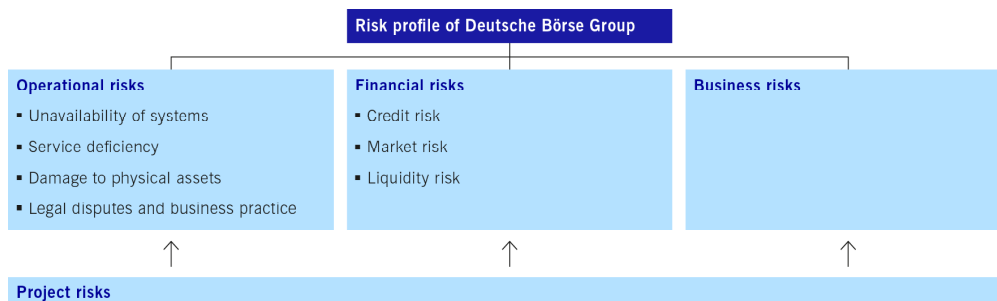 Risk profile of Deutsche Börse Group
Operational risks
▪ Unavailability of systems
▪ Service deficiency
▪ Damage to physical assets
▪ Legal disputes and business practice
Financial risks
▪ Credit risk
▪ Market risk
▪ Liquidity risk
Business risks
Project risks